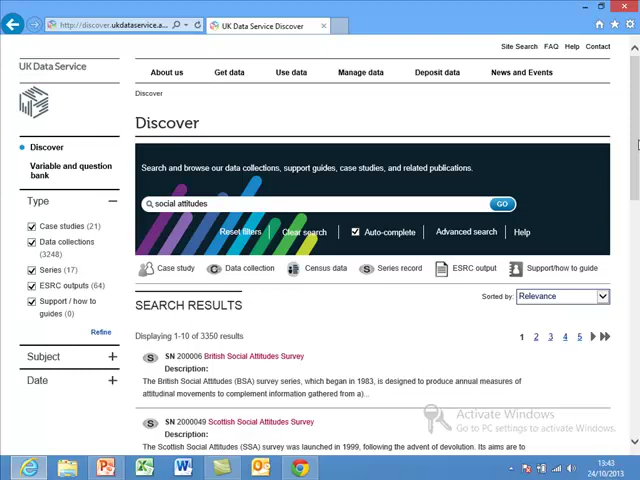 http://discover.ukdataservice.a...
UK Data Service Discover
Site Search FAQ Help Contact
UK Data Service
About us Get data Use data Manage data Deposit data News and Events
Discover
Discover
Discover
Variable and question
bank
Type
Case studies (21)
Data collections
(3248)
Series (17)
ESRC outputs (64)
Support / how to
guides (0)
Refine
Subject
Date
Search and browse our data collections, support guides, case studies, and related publications.
social attitudes GO
Reset filters Clear search Auto-complete Advanced search Help
Case study Data collection Census data Series record ESRC output Support/how to guide
SEARCH RESULTS
Sorted by: Relevance
Displaying 1-10 of 3350 results
1 2 3 4 5
S SN 200006 British Social Attitudes Survey
Description:
The British Social Attitudes (BSA) survey series, which began in 1983, is designed to produce annual measures of
attitudinal movements to complement information gathered from a)...
S SN 2000049 Scottish Social Attitudes Survey
Description:
The Scottish Social Attitudes (SSA) survey was launched in 1999, following the advent of devolution. Its aims are to
Activate Windows
Go to PC settings to activate Windows.
13:43
24/10/2013